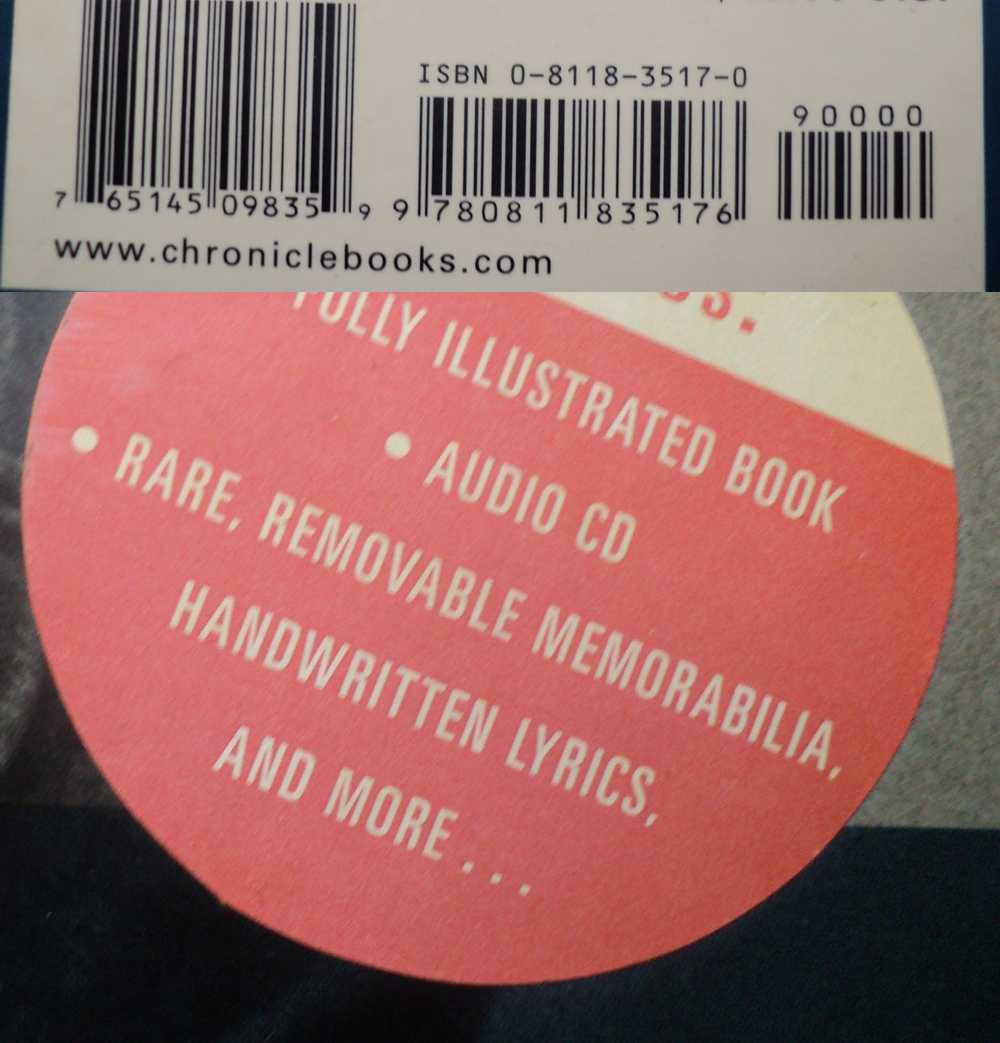 ISBN 0-8118-3517-0
90000
7 65145 09835 9
9 780811 835176
www.chroniclebooks.com
FULLY ILLUSTRATED BOOK
• AUDIO CD
• RARE, REMOVABLE MEMORABILIA,
HANDWRITTEN LYRICS,
AND MORE . . .